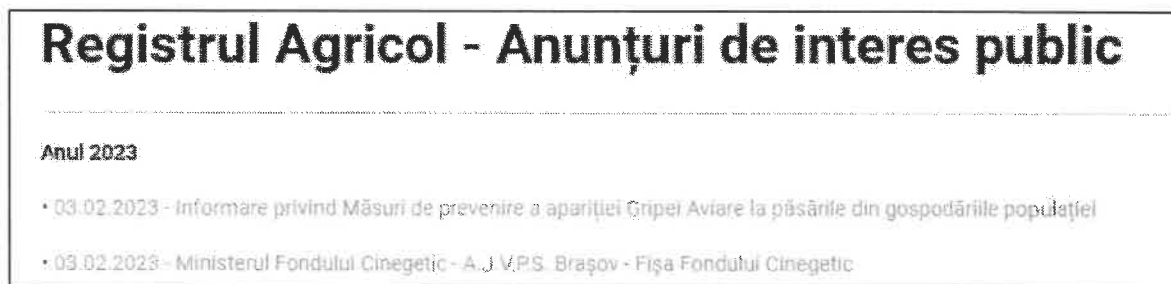 Registrul Agricol - Anunțuri de interes public
Anul 2023
• 03.02.2023 - Informare privind Măsuri de prevenire a apariției Gripei Aviare la păsările din gospodăriile populației
• 03.02.2023 - Ministerul Fondului Cinegetic - A.J.V.P.S. Brașov - Fișa Fondului Cinegetic